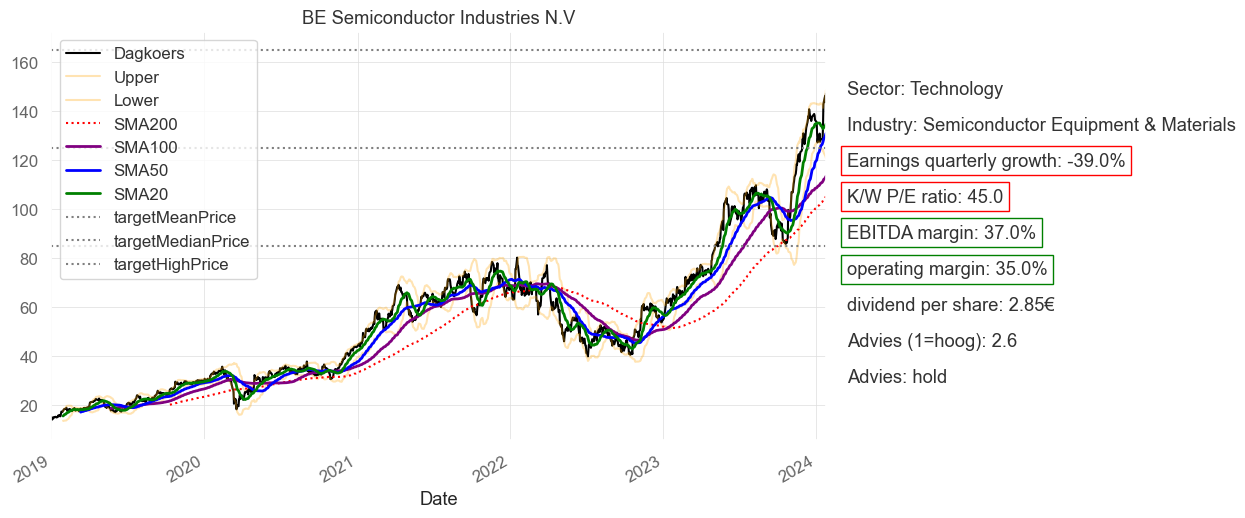 BE Semiconductor Industries N.V
Dagkoers
Upper
Lower
SMA200
SMA100
SMA50
SMA20
targetMeanPrice
targetMedianPrice
targetHighPrice
160
140
120
100
80
60
40
20
2019
2020
2021
2022
2023
2024
Date
Sector: Technology
Industry: Semiconductor Equipment & Materials
Earnings quarterly growth: -39.0%
K/W P/E ratio: 45.0
EBITDA margin: 37.0%
operating margin: 35.0%
dividend per share: 2.85€
Advies (1=hoog): 2.6
Advies: hold